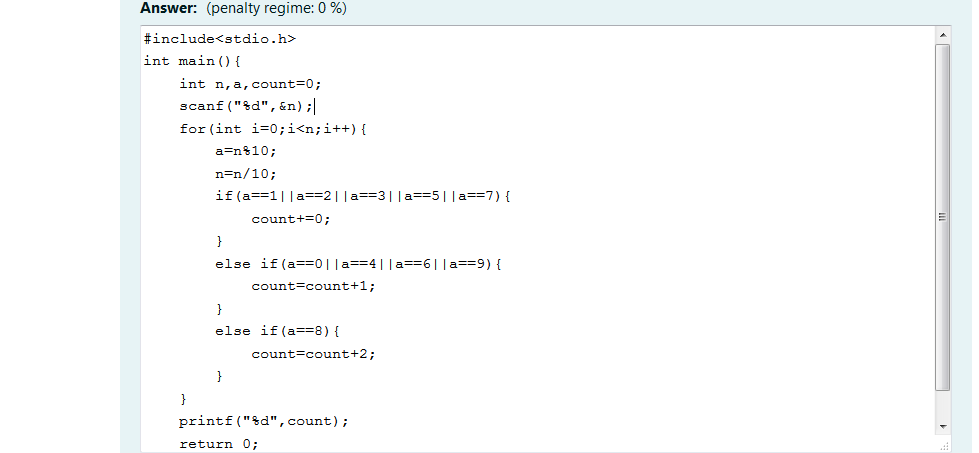 Answer: (penalty regime: 0 %)
#include<stdio.h>
int main(){
    int n,a,count=0;
    scanf("%d",&n);
    for(int i=0;i<n;i++){
        a=n%10;
        n=n/10;
        if(a==1||a==2||a==3||a==5||a==7){
            count+=0;
        }
        else if(a==0||a==4||a==6||a==9){
            count=count+1;
        }
        else if(a==8){
            count=count+2;
        }
    }
    printf("%d",count);
    return 0;